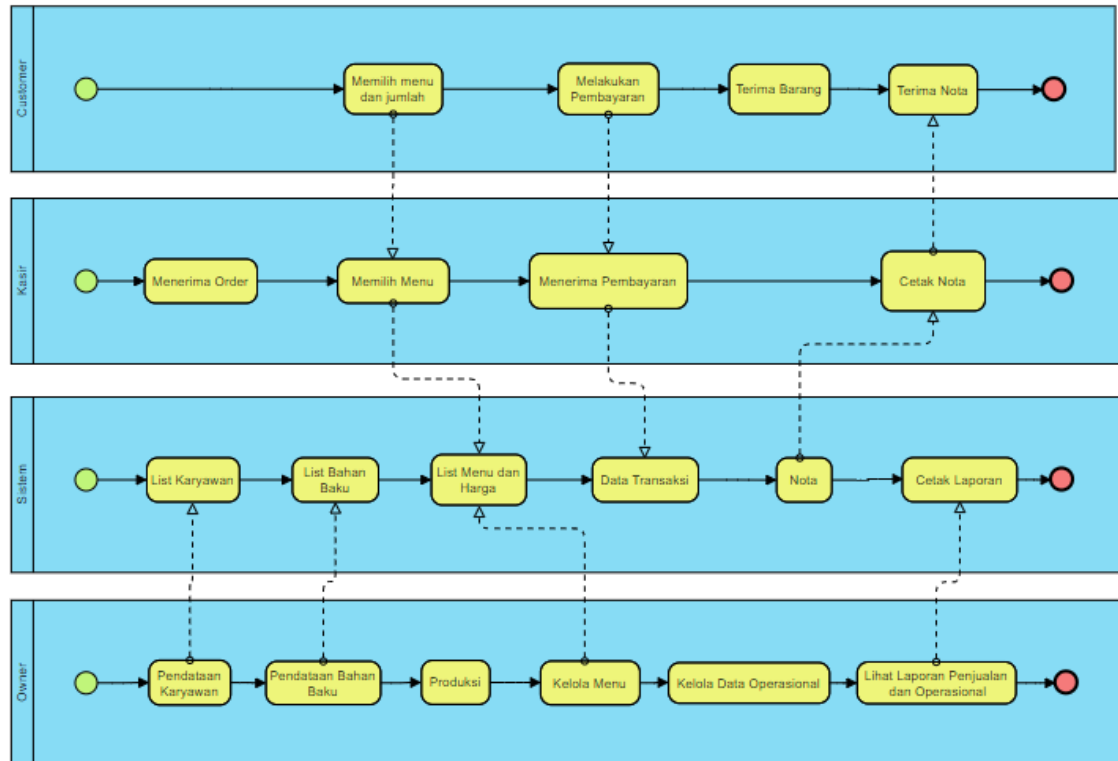 Customer
Memilih menu
dan jumlah
Melakukan
Pembayaran
Terima Barang
Terima Nota
Kasir
Menerima Order
Memilih Menu
Menerima Pembayaran
Cetak Nota
Sistem
List Karyawan
List Bahan
Baku
List Menu dan
Harga
Data Transaksi
Nota
Cetak Laporan
Owner
Pendataan
Karyawan
Pendataan Bahan
Baku
Produksi
Kelola Menu
Kelola Data Operasional
Lihat Laporan Penjualan
dan Operasional